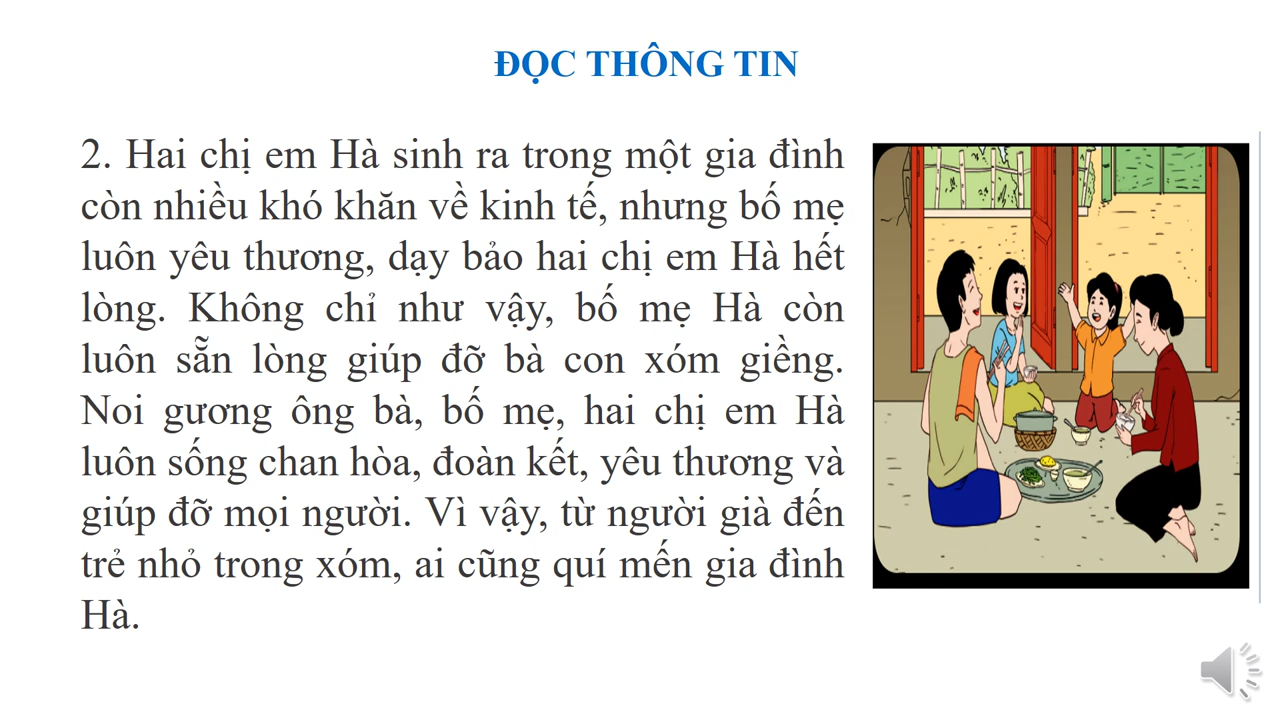 ĐỌC THÔNG TIN
2. Hai chị em Hà sinh ra trong một gia đình
còn nhiều khó khăn về kinh tế, nhưng bố mẹ
luôn yêu thương, dạy bảo hai chị em Hà hết
lòng. Không chỉ như vậy, bố mẹ Hà còn
luôn sẵn lòng giúp đỡ bà con xóm giềng.
Noi gương ông bà, bố mẹ, hai chị em Hà
luôn sống chan hòa, đoàn kết, yêu thương và
giúp đỡ mọi người. Vì vậy, từ người già đến
trẻ nhỏ trong xóm, ai cũng quí mến gia đình
Hà.